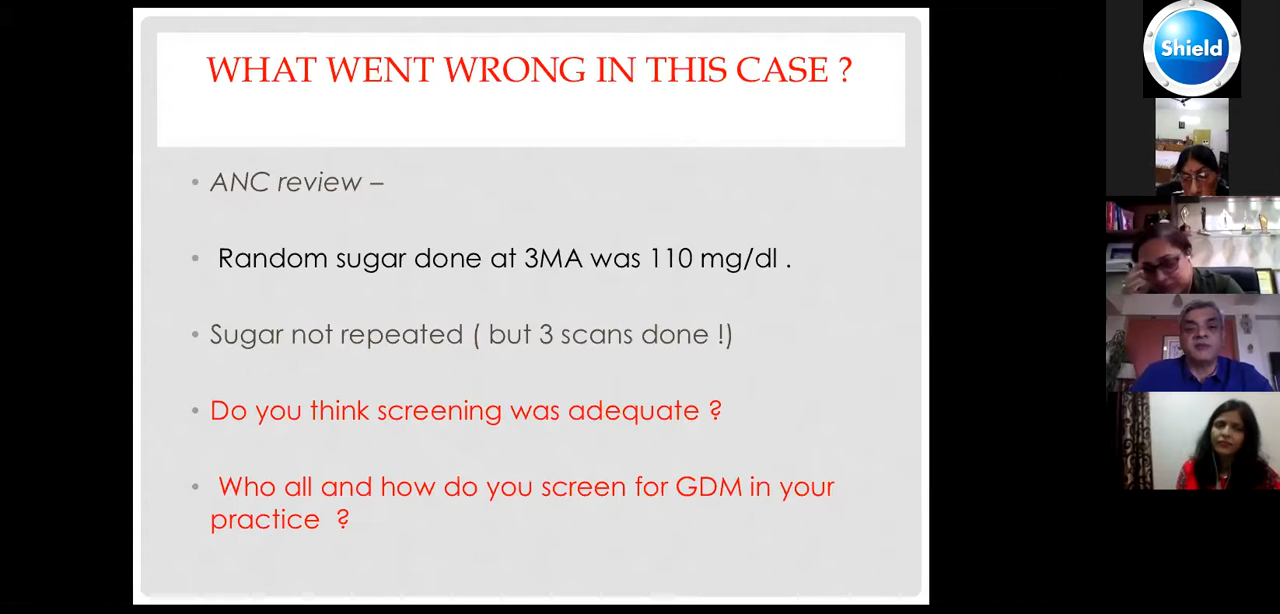 WHAT WENT WRONG IN THIS CASE ?
• ANC review –
• Random sugar done at 3MA was 110 mg/dl .
• Sugar not repeated ( but 3 scans done !)
• Do you think screening was adequate ?
• Who all and how do you screen for GDM in your
practice ?
Shield